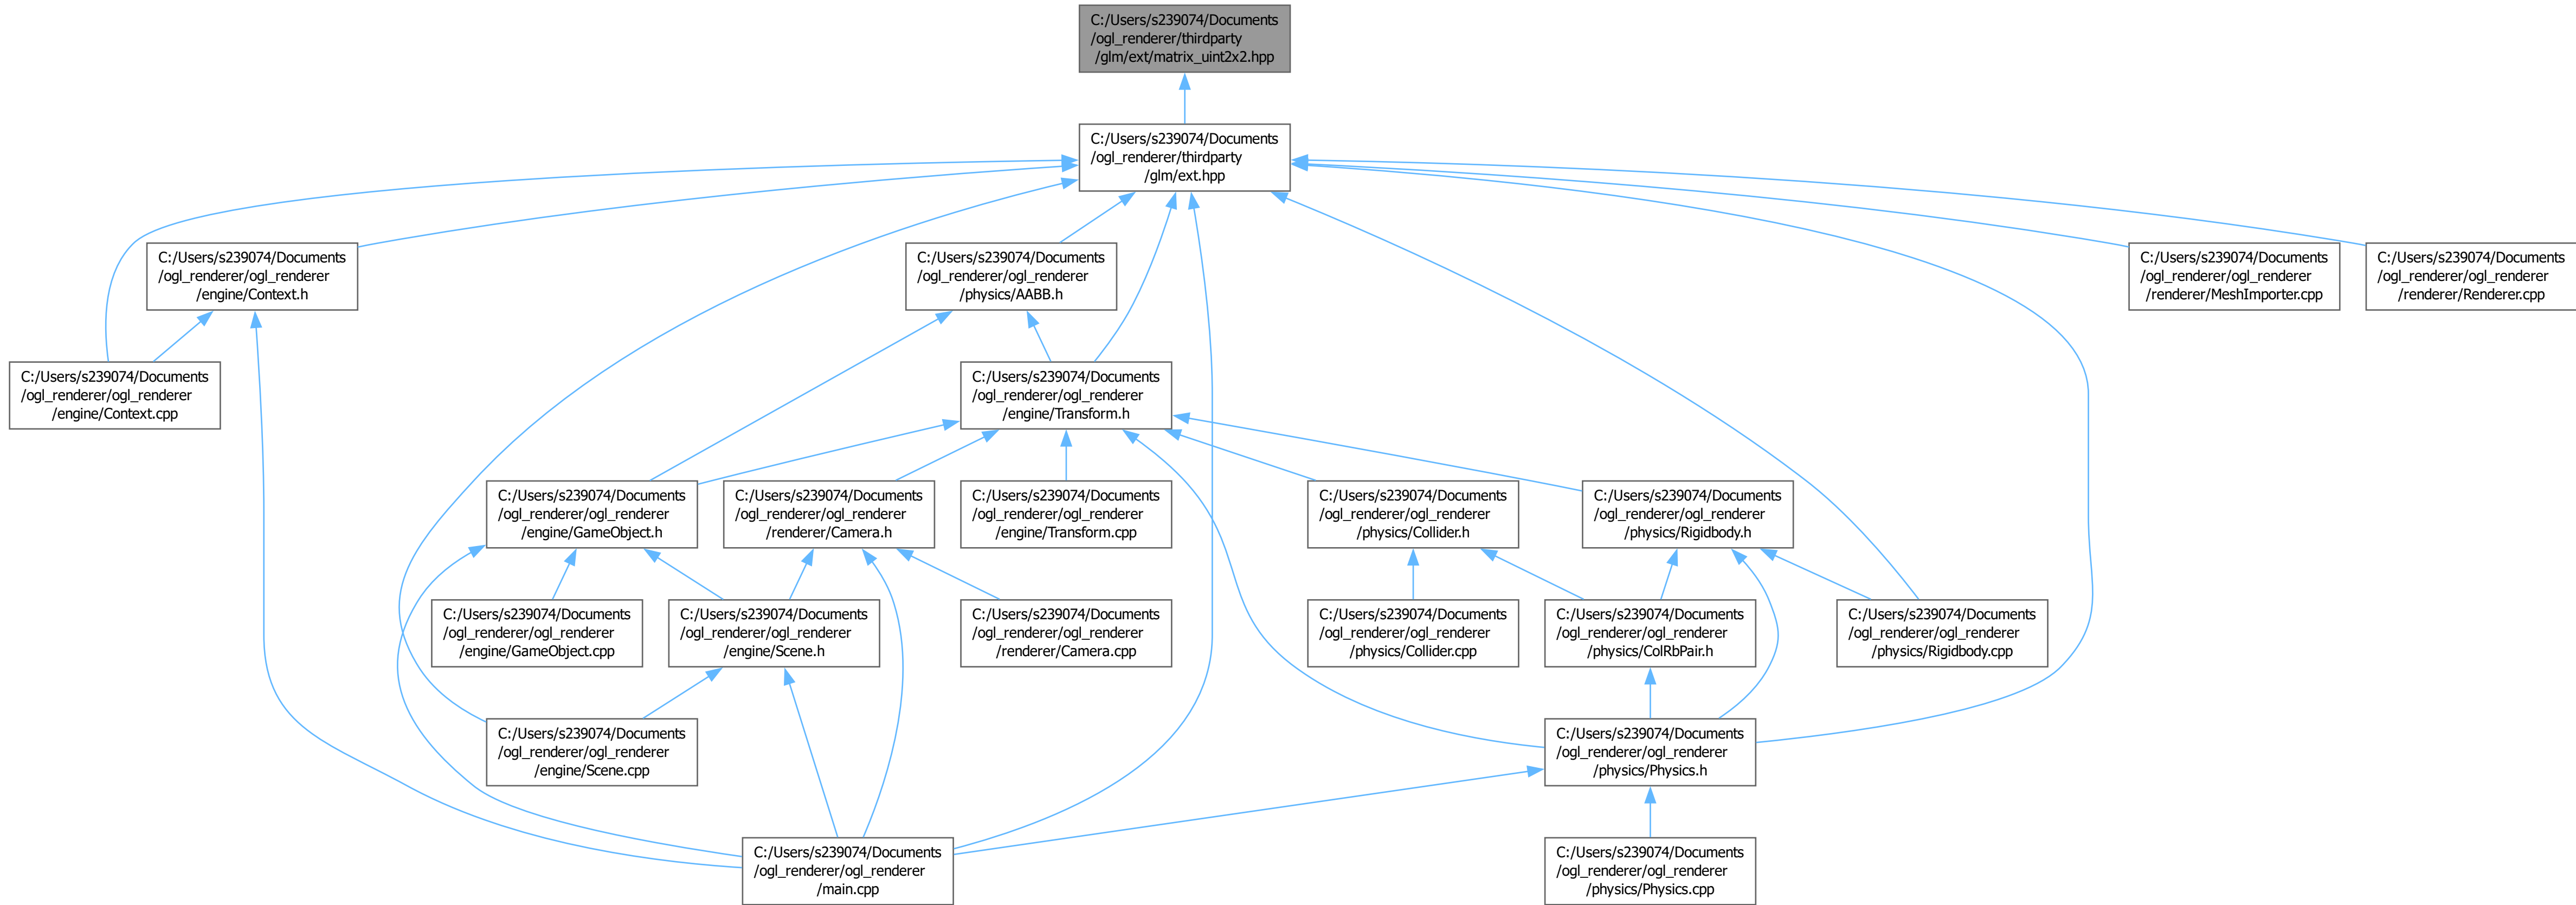 C:/Users/s239074/Documents
/ogl_renderer/thirdparty
/glm/ext/matrix_uint2x2.hpp
C:/Users/s239074/Documents
/ogl_renderer/thirdparty
/glm/ext.hpp
C:/Users/s239074/Documents
/ogl_renderer/ogl_renderer
/engine/Context.h
C:/Users/s239074/Documents
/ogl_renderer/ogl_renderer
/physics/AABB.h
C:/Users/s239074/Documents
/ogl_renderer/ogl_renderer
/renderer/MeshImporter.cpp
C:/Users/s239074/Documents
/ogl_renderer/ogl_renderer
/renderer/Renderer.cpp
C:/Users/s239074/Documents
/ogl_renderer/ogl_renderer
/engine/Context.cpp
C:/Users/s239074/Documents
/ogl_renderer/ogl_renderer
/engine/Transform.h
C:/Users/s239074/Documents
/ogl_renderer/ogl_renderer
/engine/GameObject.h
C:/Users/s239074/Documents
/ogl_renderer/ogl_renderer
/renderer/Camera.h
C:/Users/s239074/Documents
/ogl_renderer/ogl_renderer
/engine/Transform.cpp
C:/Users/s239074/Documents
/ogl_renderer/ogl_renderer
/physics/Collider.h
C:/Users/s239074/Documents
/ogl_renderer/ogl_renderer
/physics/Rigidbody.h
C:/Users/s239074/Documents
/ogl_renderer/ogl_renderer
/engine/GameObject.cpp
C:/Users/s239074/Documents
/ogl_renderer/ogl_renderer
/engine/Scene.h
C:/Users/s239074/Documents
/ogl_renderer/ogl_renderer
/renderer/Camera.cpp
C:/Users/s239074/Documents
/ogl_renderer/ogl_renderer
/physics/Collider.cpp
C:/Users/s239074/Documents
/ogl_renderer/ogl_renderer
/physics/ColRbPair.h
C:/Users/s239074/Documents
/ogl_renderer/ogl_renderer
/physics/Rigidbody.cpp
C:/Users/s239074/Documents
/ogl_renderer/ogl_renderer
/engine/Scene.cpp
C:/Users/s239074/Documents
/ogl_renderer/ogl_renderer
/physics/Physics.h
C:/Users/s239074/Documents
/ogl_renderer/ogl_renderer
/main.cpp
C:/Users/s239074/Documents
/ogl_renderer/ogl_renderer
/physics/Physics.cpp